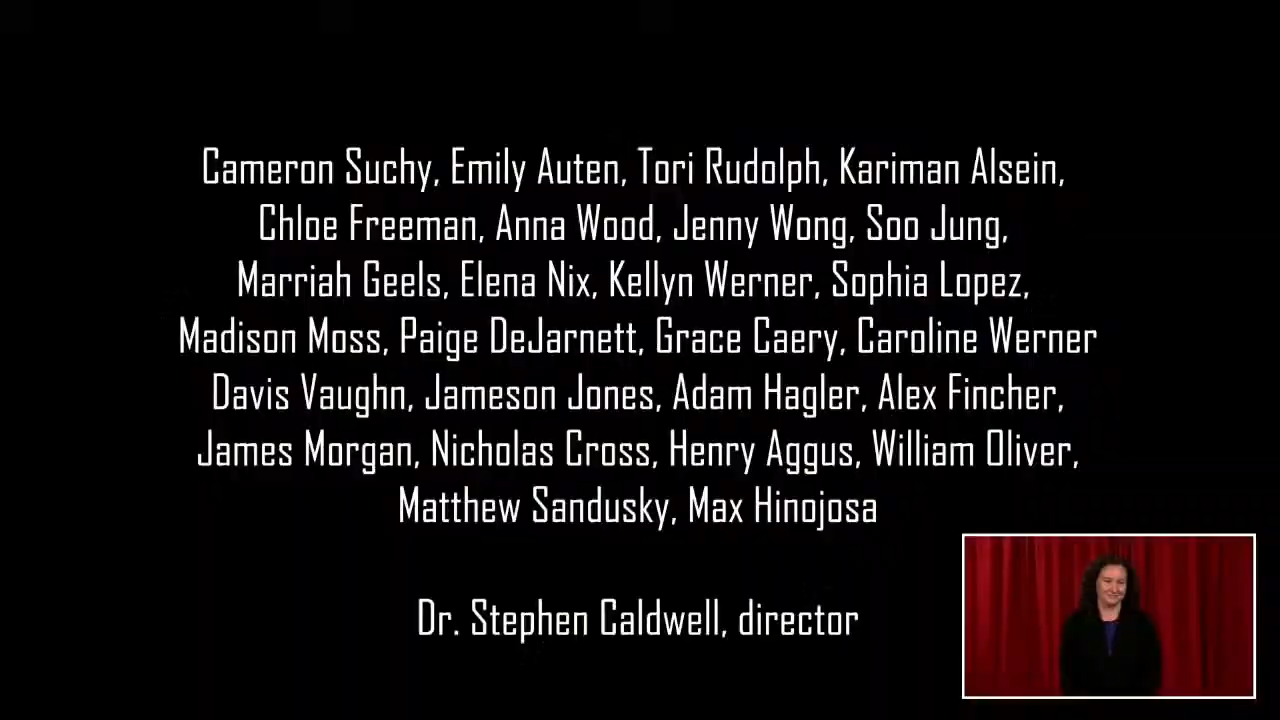 Cameron Suchy, Emily Auten, Tori Rudolph, Kariman Alsein,
Chloe Freeman, Anna Wood, Jenny Wong, Soo Jung,
Marriah Geels, Elena Nix, Kellyn Werner, Sophia Lopez,
Madison Moss, Paige DeJarnett, Grace Caery, Caroline Werner
Davis Vaughn, Jameson Jones, Adam Hagler, Alex Fincher,
James Morgan, Nicholas Cross, Henry Aggus, William Oliver,
Matthew Sandusky, Max Hinojosa
Dr. Stephen Caldwell, director